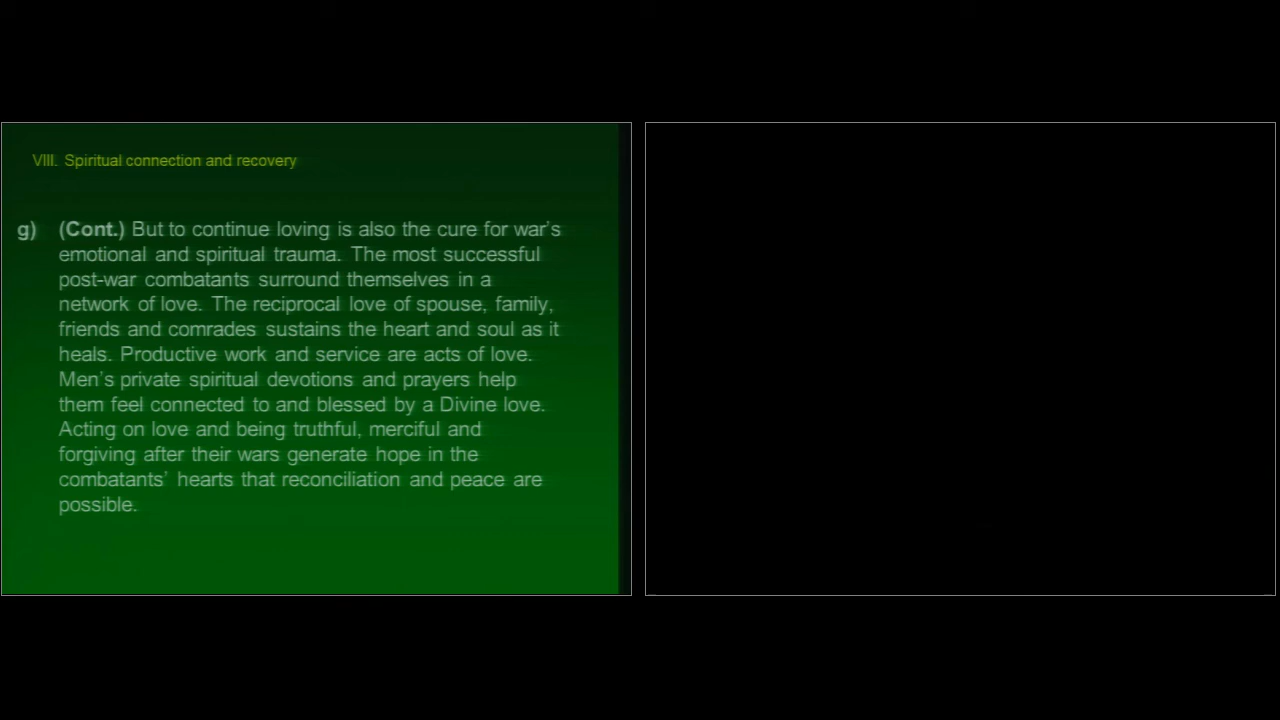 VIII. Spiritual connection and recovery
g) (Cont.) But to continue loving is also the cure for war's
emotional and spiritual trauma. The most successful
post-war combatants surround themselves in a
network of love. The reciprocal love of spouse, family,
friends and comrades sustains the heart and soul as it
heals. Productive work and service are acts of love.
Men's private spiritual devotions and prayers help
them feel connected to and blessed by a Divine love.
Acting on love and being truthful, merciful and
forgiving after their wars generate hope in the
combatants' hearts that reconciliation and peace are
possible.